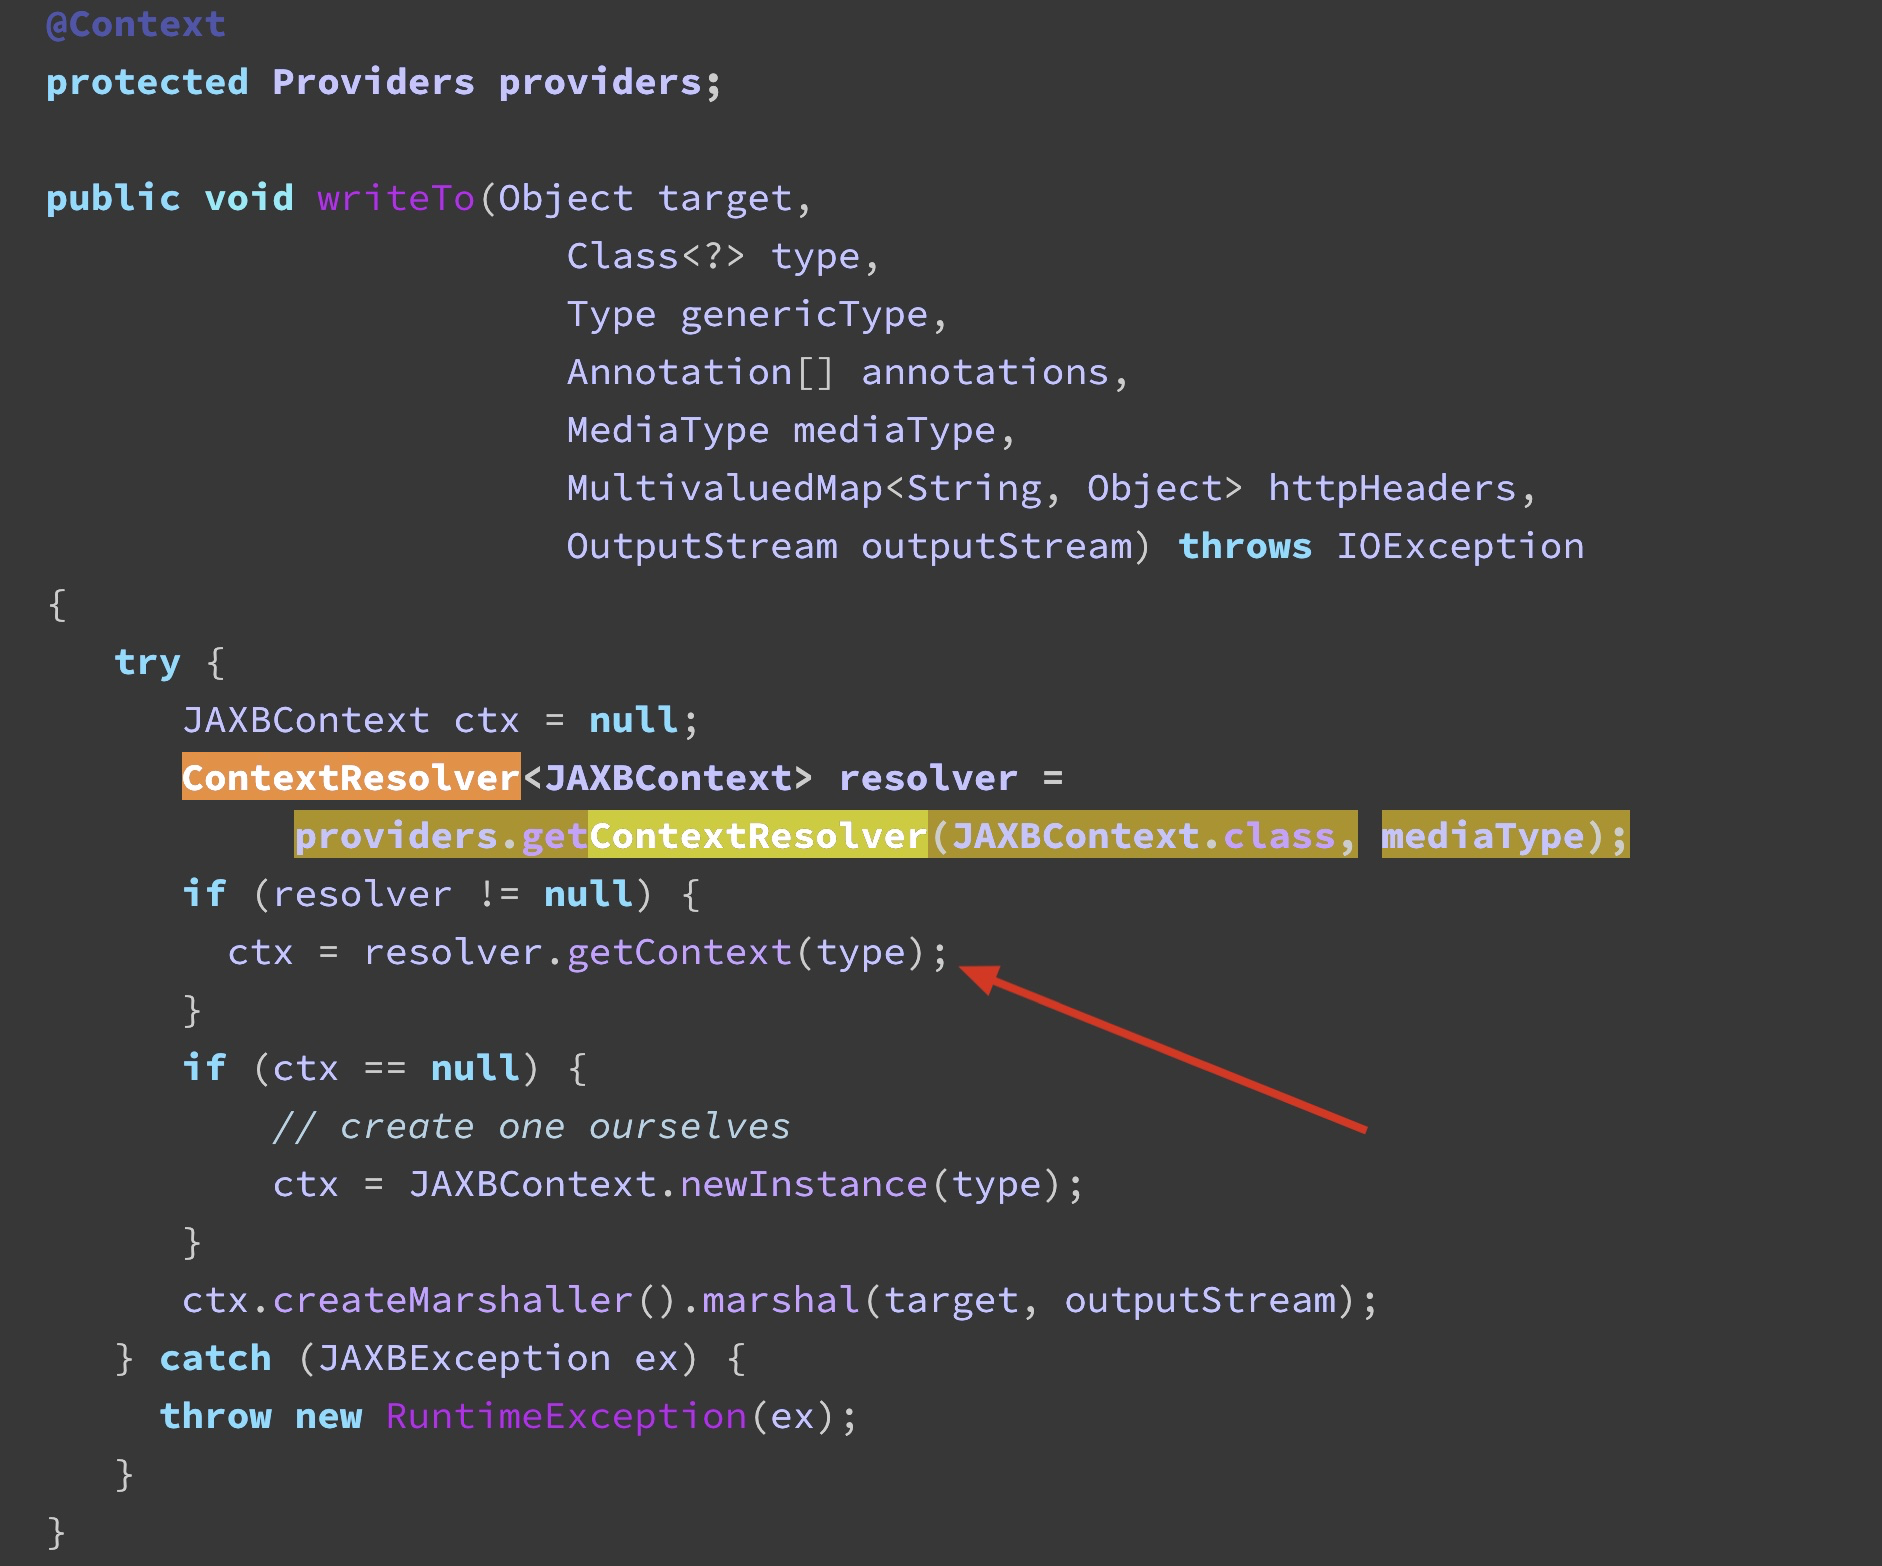 @Context
protected Providers providers;
public void writeTo(Object target,
Class<?> type,
Type genericType,
Annotation[] annotations,
MediaType mediaType,
MultivaluedMap<String, Object> httpHeaders,
OutputStream outputStream) throws IOException
{
try {
JAXBContext ctx = null;
ContextResolver<JAXBContext> resolver =
providers.getContextResolver(JAXBContext.class, mediaType);
if (resolver != null) {
ctx = resolver.getContext(type);
}
if (ctx == null) {
// create one ourselves
ctx = JAXBContext.newInstance(type);
}
ctx.createMarshaller().marshal(target, outputStream);
} catch (JAXBException ex) {
throw new RuntimeException(ex);
}
}